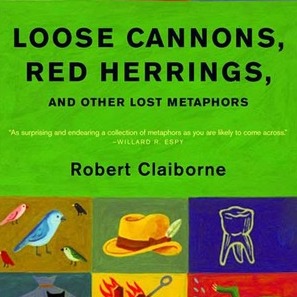 LOOSE CANNONS,
RED HERRINGS,
AND OTHER LOST METAPHORS
"As surprising and endearing a collection of metaphors as you are likely to come across."
–WILLARD R. ESPY
Robert Claiborne